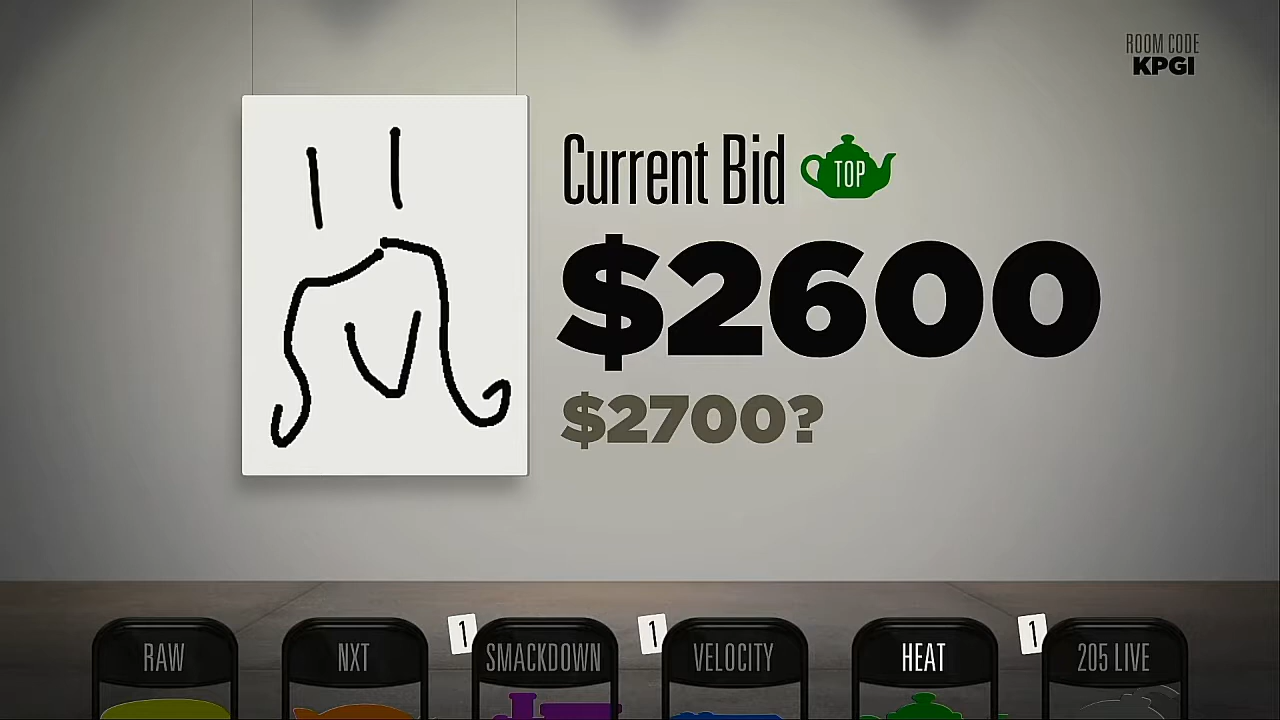 ROOM CODE
KPGI
Current Bid TOP
$2600
$2700?
1 1 1
RAW NXT SMACKDOWN VELOCITY HEAT 205 LIVE